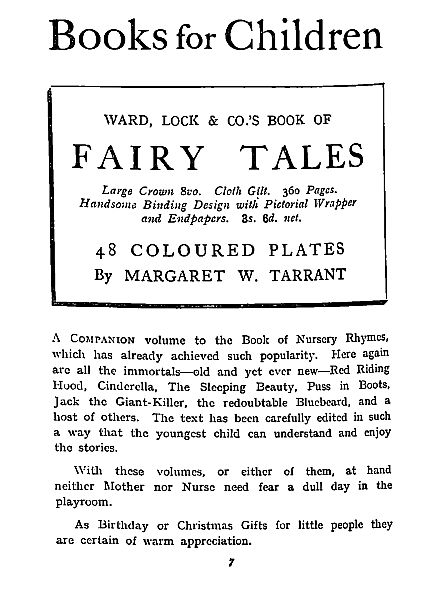 Books for Children
WARD, LOCK & CO.'S BOOK OF
FAIRY TALES
Large Crown 8vo. Cloth Gilt. 360 Pages.
Handsome Binding Design with Pictorial Wrapper
and Endpapers. 8s. 6d. net.
48 COLOURED PLATES
By MARGARET W. TARRANT
A COMPANION volume to the Book of Nursery Rhymes,
which has already achieved such popularity. Here again
are all the immortals—old and yet ever new—Red Riding
Hood, Cinderella, The Sleeping Beauty, Puss in Boots,
Jack the Giant-Killer, the redoubtable Bluebeard, and a
host of others. The text has been carefully edited in such
a way that the youngest child can understand and enjoy
the stories.
With these volumes, or either of them, at hand
neither Mother nor Nurse need fear a dull day in the
playroom.
As Birthday or Christmas Gifts for little people they
are certain of warm appreciation.
7